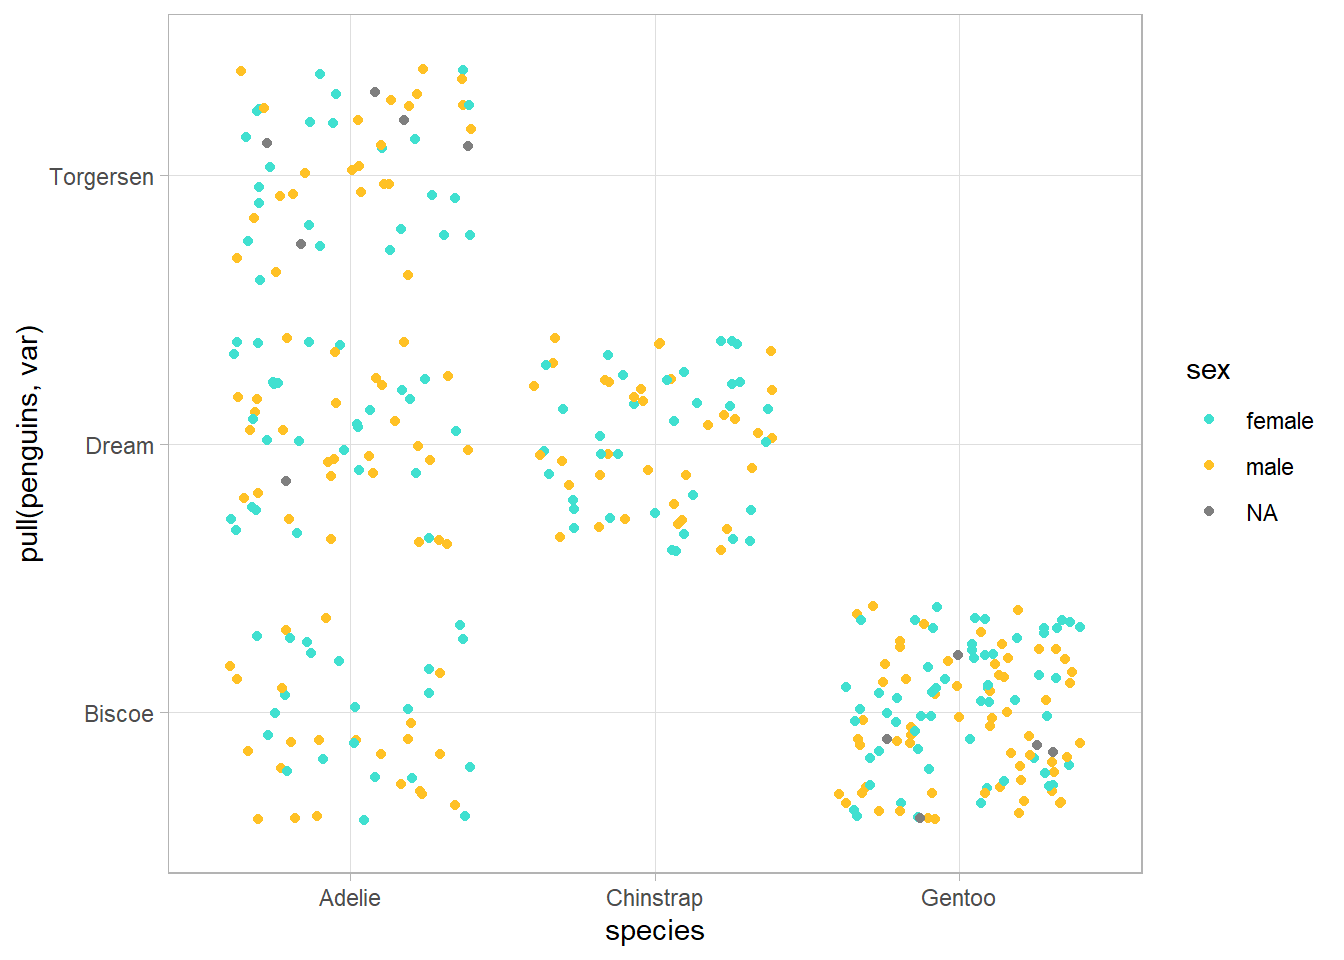 Torgersen
Dream
Biscoe
pull(penguins, var)
Adelie
Chinstrap
Gentoo
species
sex
female
male
NA